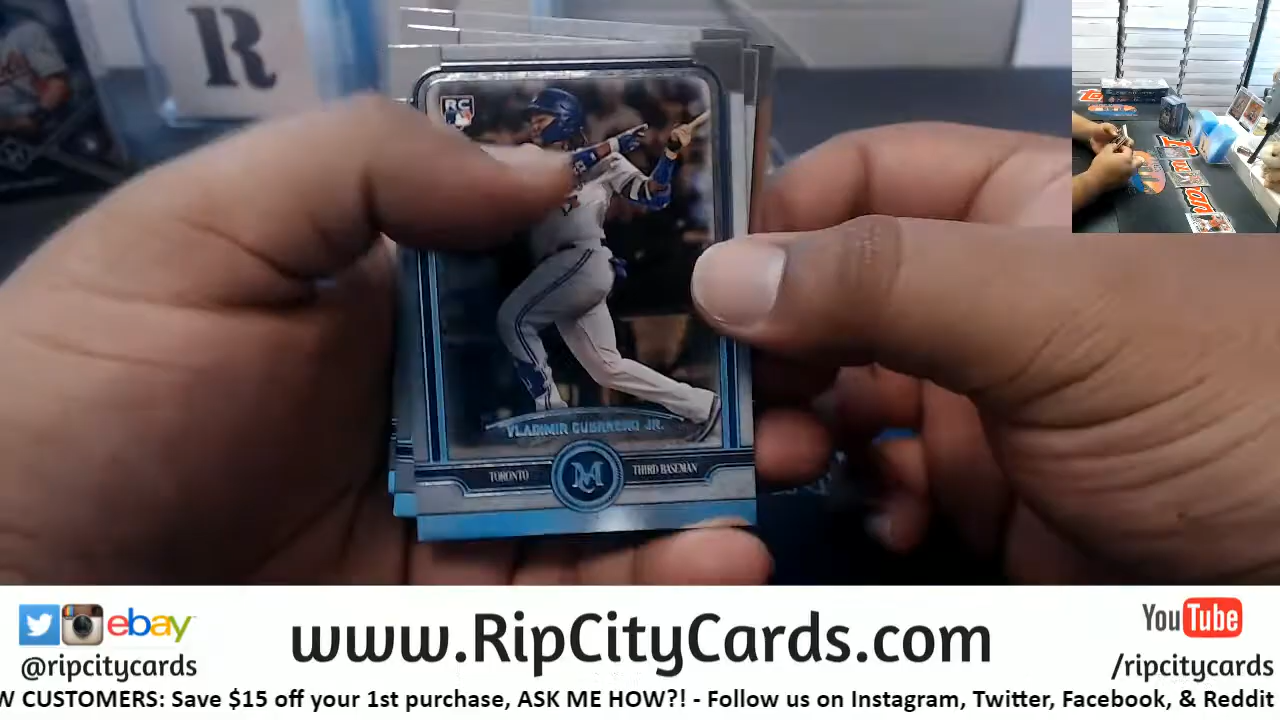 R
RC
VLADIMIR GUERRERO JR.
TORONTO
MC
THIRD BASEMAN
ebay
www.RipCityCards.com
YouTube
@ripcitycards
/ripcitycards
W CUSTOMERS: Save $15 off your 1st purchase, ASK ME HOW?! - Follow us on Instagram, Twitter, Facebook, & Reddit